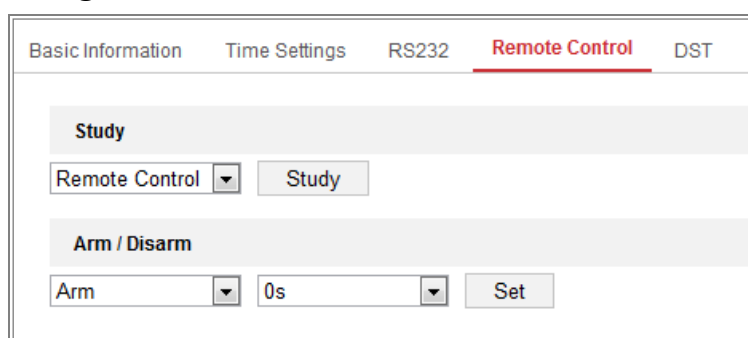 Basic Information Time Settings RS232 Remote Control DST
Study
Remote Control Study
Arm / Disarm
Arm 0s Set